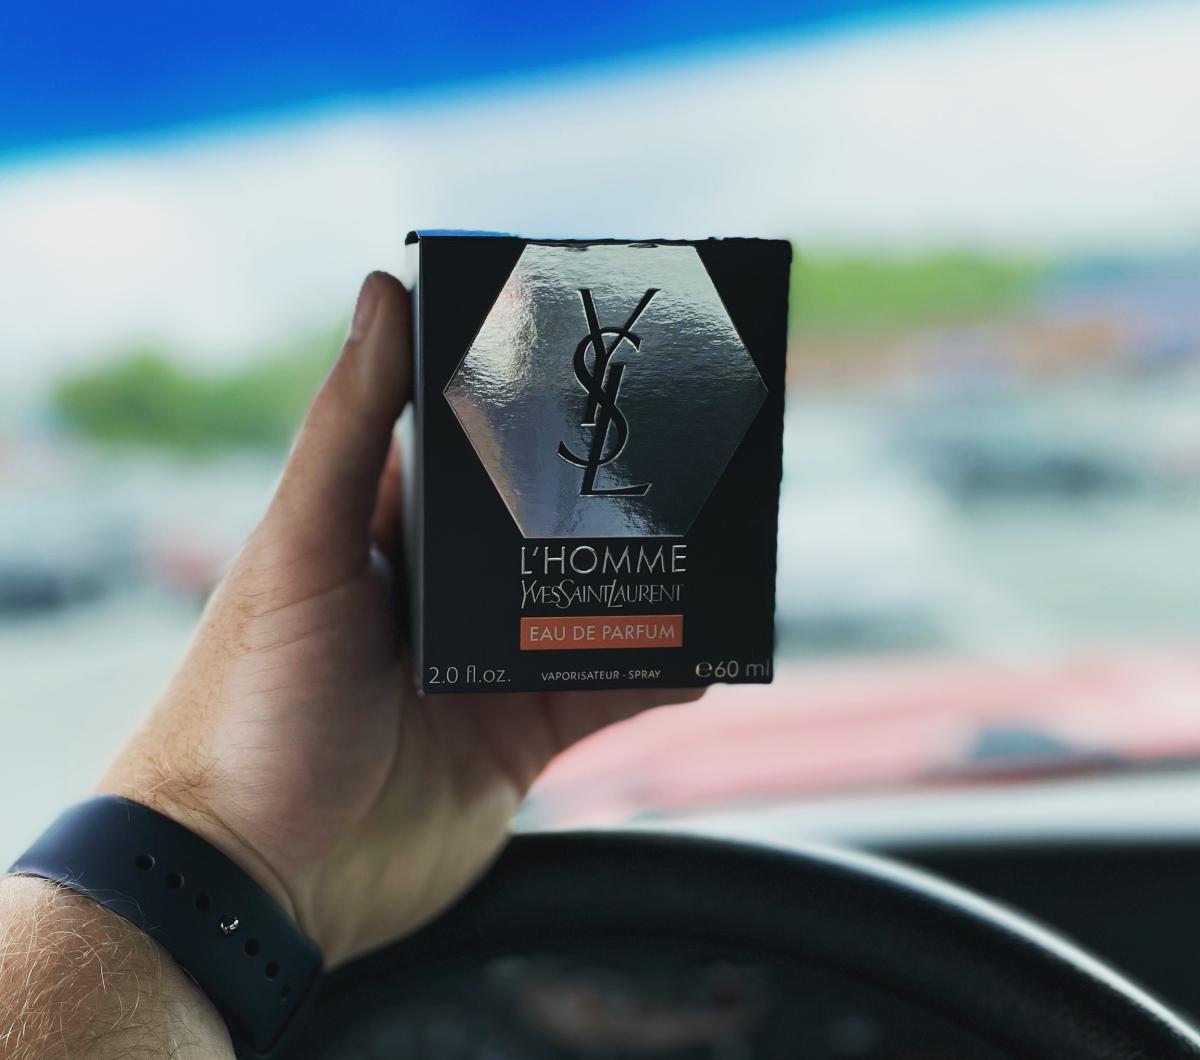 YSL
L'HOMME
YVESSAINTLAURENT
EAU DE PARFUM
2.0 fl.oz. VAPORISATEUR - SPRAY ℮60 ml